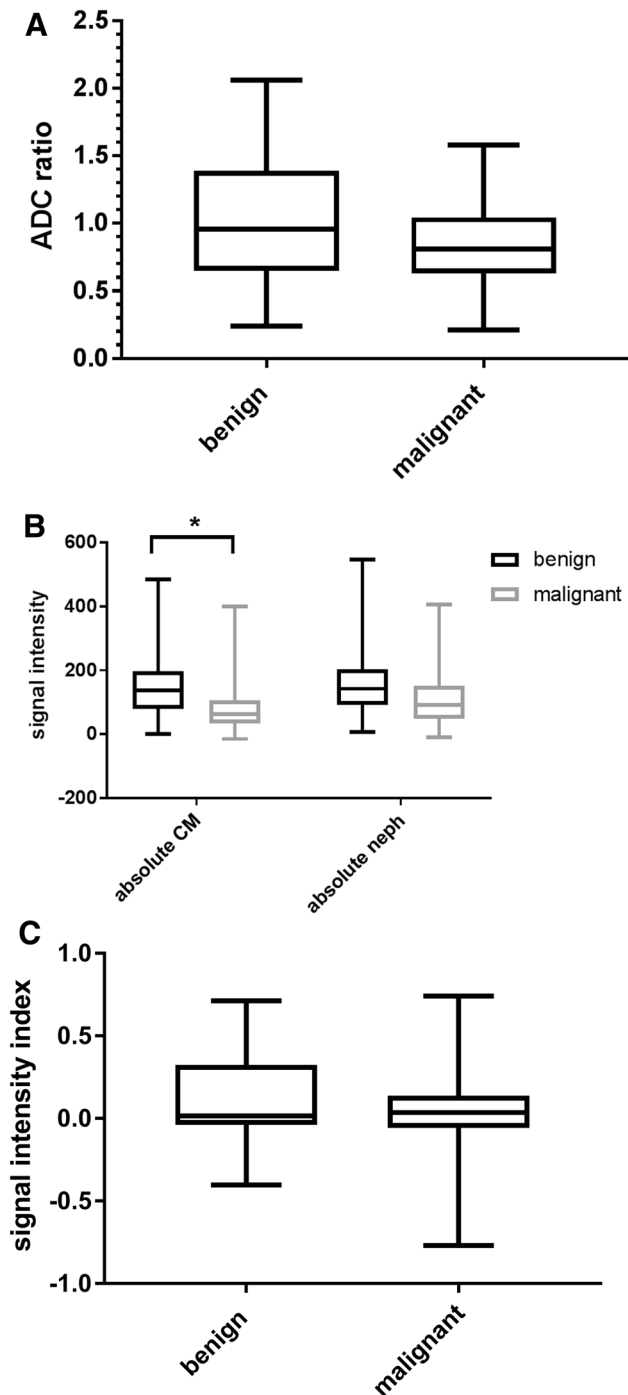 A
2.5
2.0
1.5
1.0
0.5
0.0
ADC ratio
benign
malignant
B
*
600
400
200
0
-200
signal intensity
benign
malignant
absolute CM
absolute neph
C
1.0
0.5
0.0
-0.5
-1.0
signal intensity index
benign
malignant